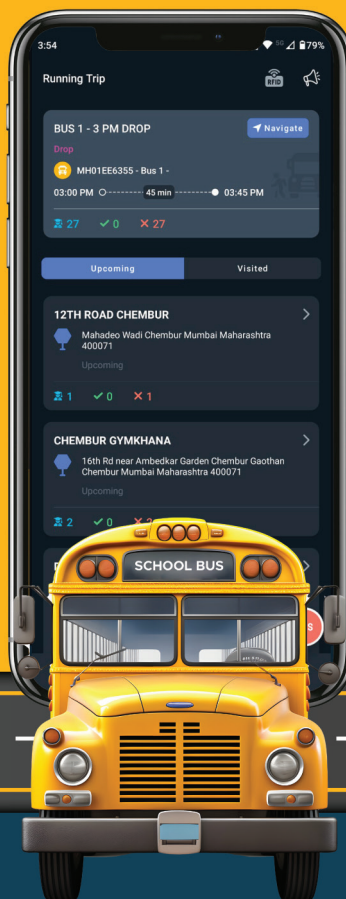 3:54
5G
79%
Running Trip
RFID
BUS 1 - 3 PM DROP
Navigate
Drop
MH01EE6355 - Bus 1 -
03:00 PM
45 min
03:45 PM
27
0
27
Upcoming
Visited
12TH ROAD CHEMBUR
Mahadeo Wadi Chembur Mumbai Maharashtra
400071
Upcoming
1
0
1
CHEMBUR GYMKHANA
16th Rd near Ambedkar Garden Chembur Gaothan
Chembur Mumbai Maharashtra 400071
Upcoming
2
0
SCHOOL BUS